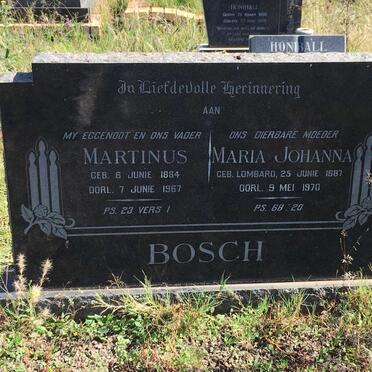 HONIBALL
In Liefdevolle Herinnering
AAN
MY EGGENOOT EN ONS VADER
MARTINUS
GEB. 6 JUNIE 1884
OORL. 7 JUNIE 1967
PS. 23 VERS 1
ONS DIERBARE MOEDER
MARIA JOHANNA
GEB. LOMBARD, 25 JUNIE 1887
OORL. 9 MEI 1970
PS. 68:20
BOSCH